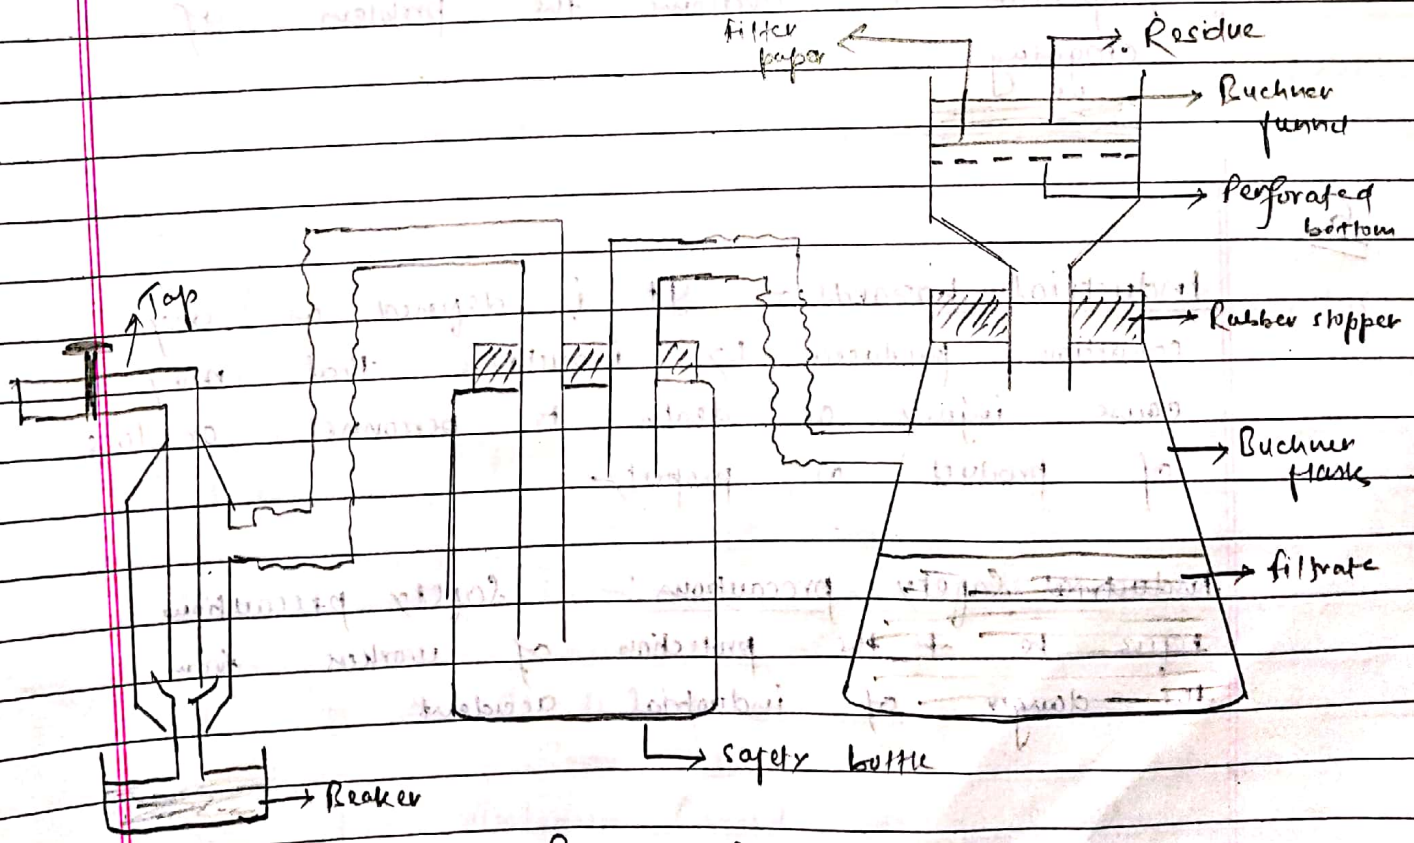 filter
paper
Residue
Buchner
funnel
Perforated
bottom
Tap
Rubber stopper
Buchner
flask
filtrate
safety bottle
Beaker